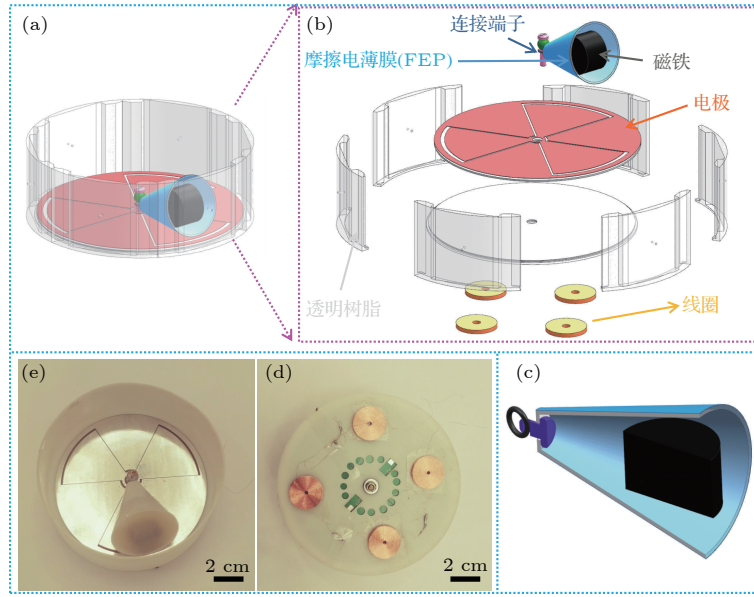 (a)
(b)
连接端子
摩擦电薄膜(FEP)
磁铁
电极
透明树脂
线圈
(e)
2 cm
(d)
2 cm
(c)